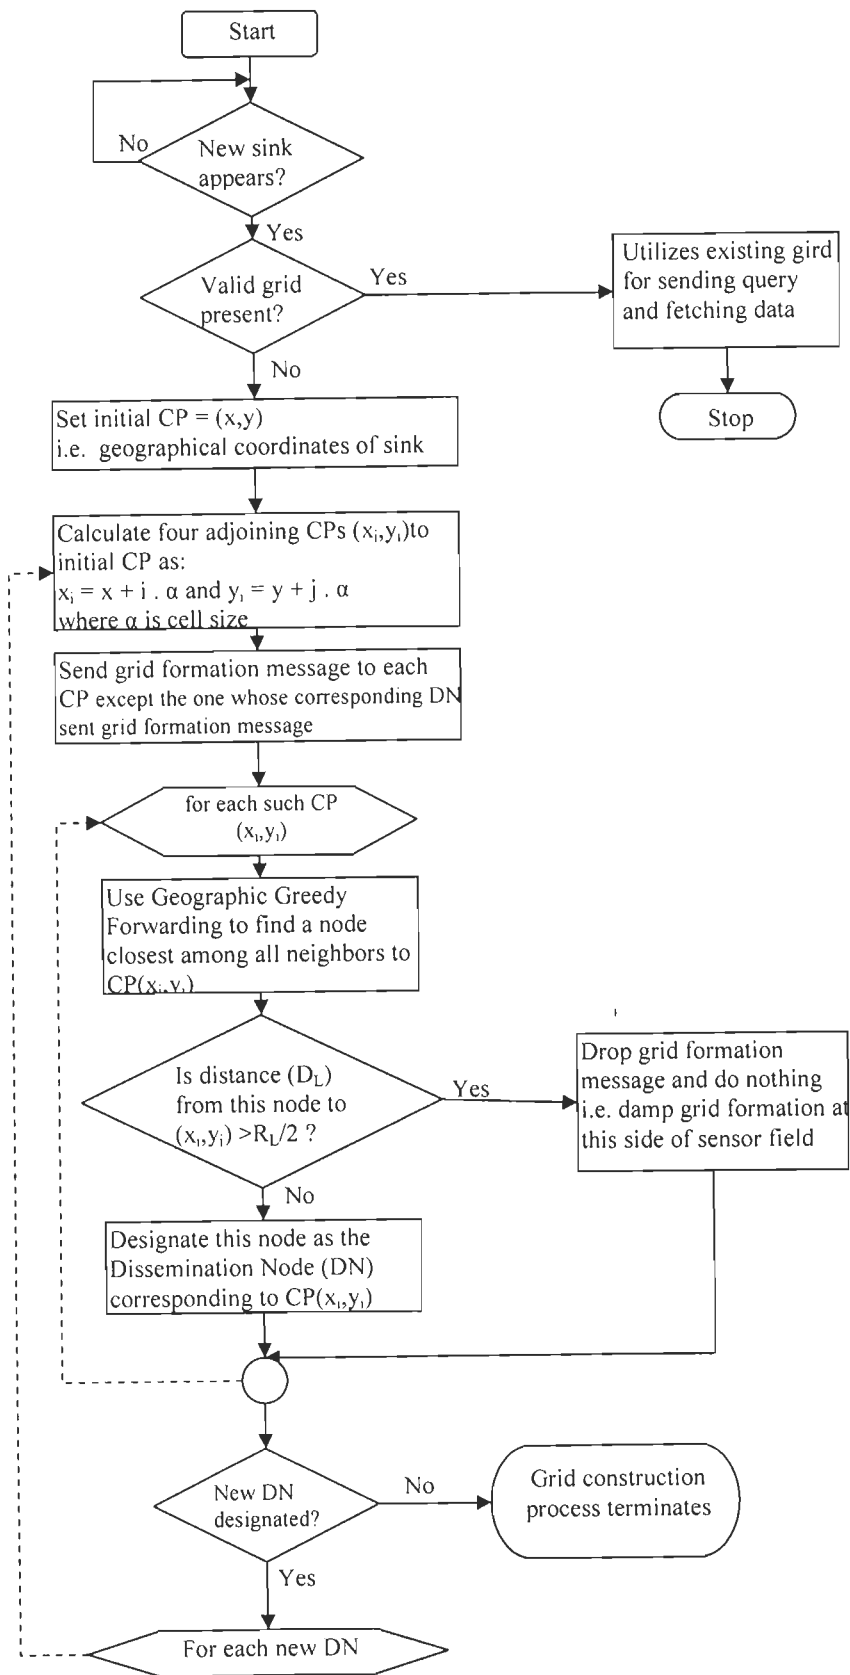 Start
No
New sink
appears?
Yes
Valid grid
present?
Yes
Utilizes existing gird
for sending query
and fetching data
No
Stop
Set initial CP = (x,y)
i.e. geographical coordinates of sink
Calculate four adjoining CPs (xᵢ,yᵢ)to
initial CP as:
xᵢ = x + i . α and yᵢ = y + j . α
where α is cell size
Send grid formation message to each
CP except the one whose corresponding DN
sent grid formation message
for each such CP
(xᵢ,yᵢ)
Use Geographic Greedy
Forwarding to find a node
closest among all neighbors to
CP(xᵢ,yᵢ)
Is distance (D_L)
from this node to
(xᵢ,yᵢ) >R_L/2 ?
Yes
Drop grid formation
message and do nothing
i.e. damp grid formation at
this side of sensor field
No
Designate this node as the
Dissemination Node (DN)
corresponding to CP(xᵢ,yᵢ)
New DN
designated?
No
Grid construction
process terminates
Yes
For each new DN